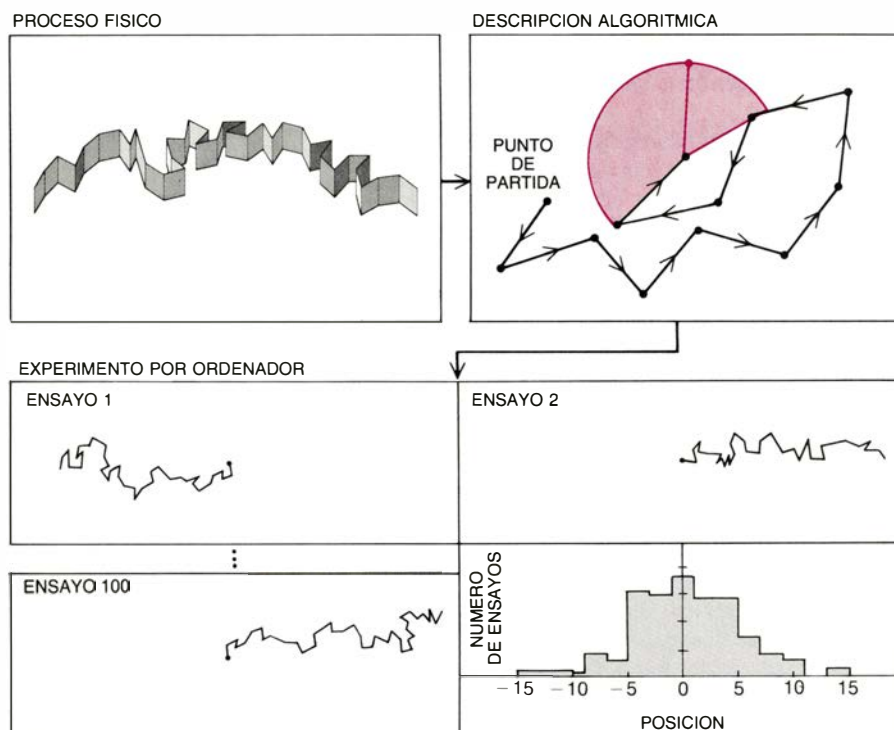 PROCESO FISICO
DESCRIPCION ALGORITMICA
PUNTO
DE
PARTIDA
EXPERIMENTO POR ORDENADOR
ENSAYO 1
ENSAYO 2
ENSAYO 100
NUMERO
DE ENSAYOS
-15 -10 -5 0 5 10 15
POSICION